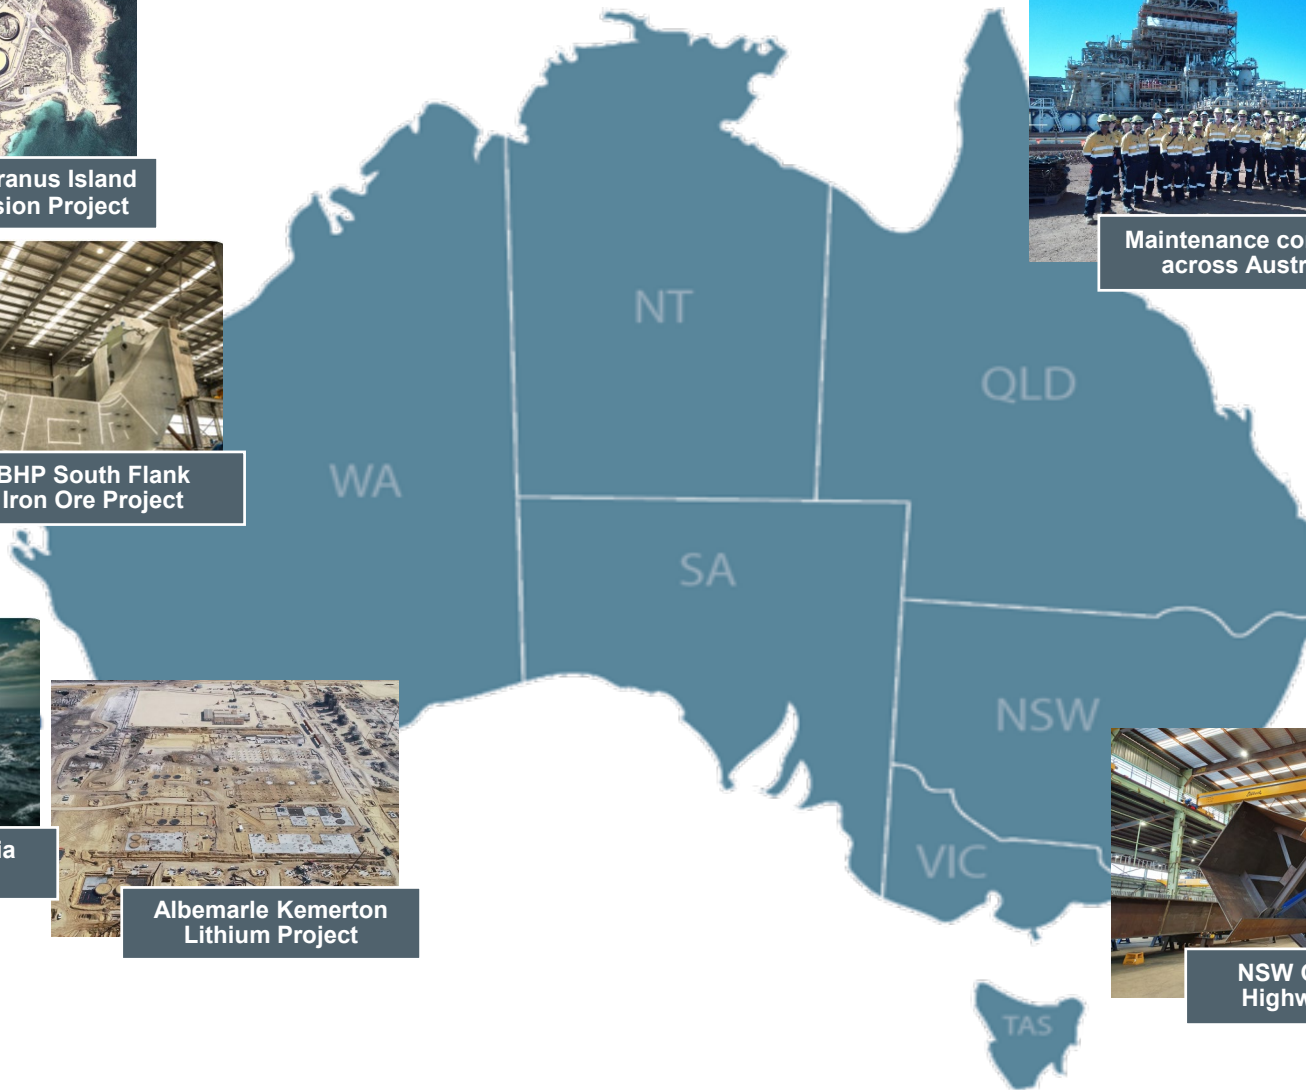 ranus Island
sion Project
Maintenance co
across Austr
NT
QLD
BHP South Flank
Iron Ore Project
WA
SA
NSW
ia
VIC
Albemarle Kemerton
Lithium Project
NSW
Highw
TAS